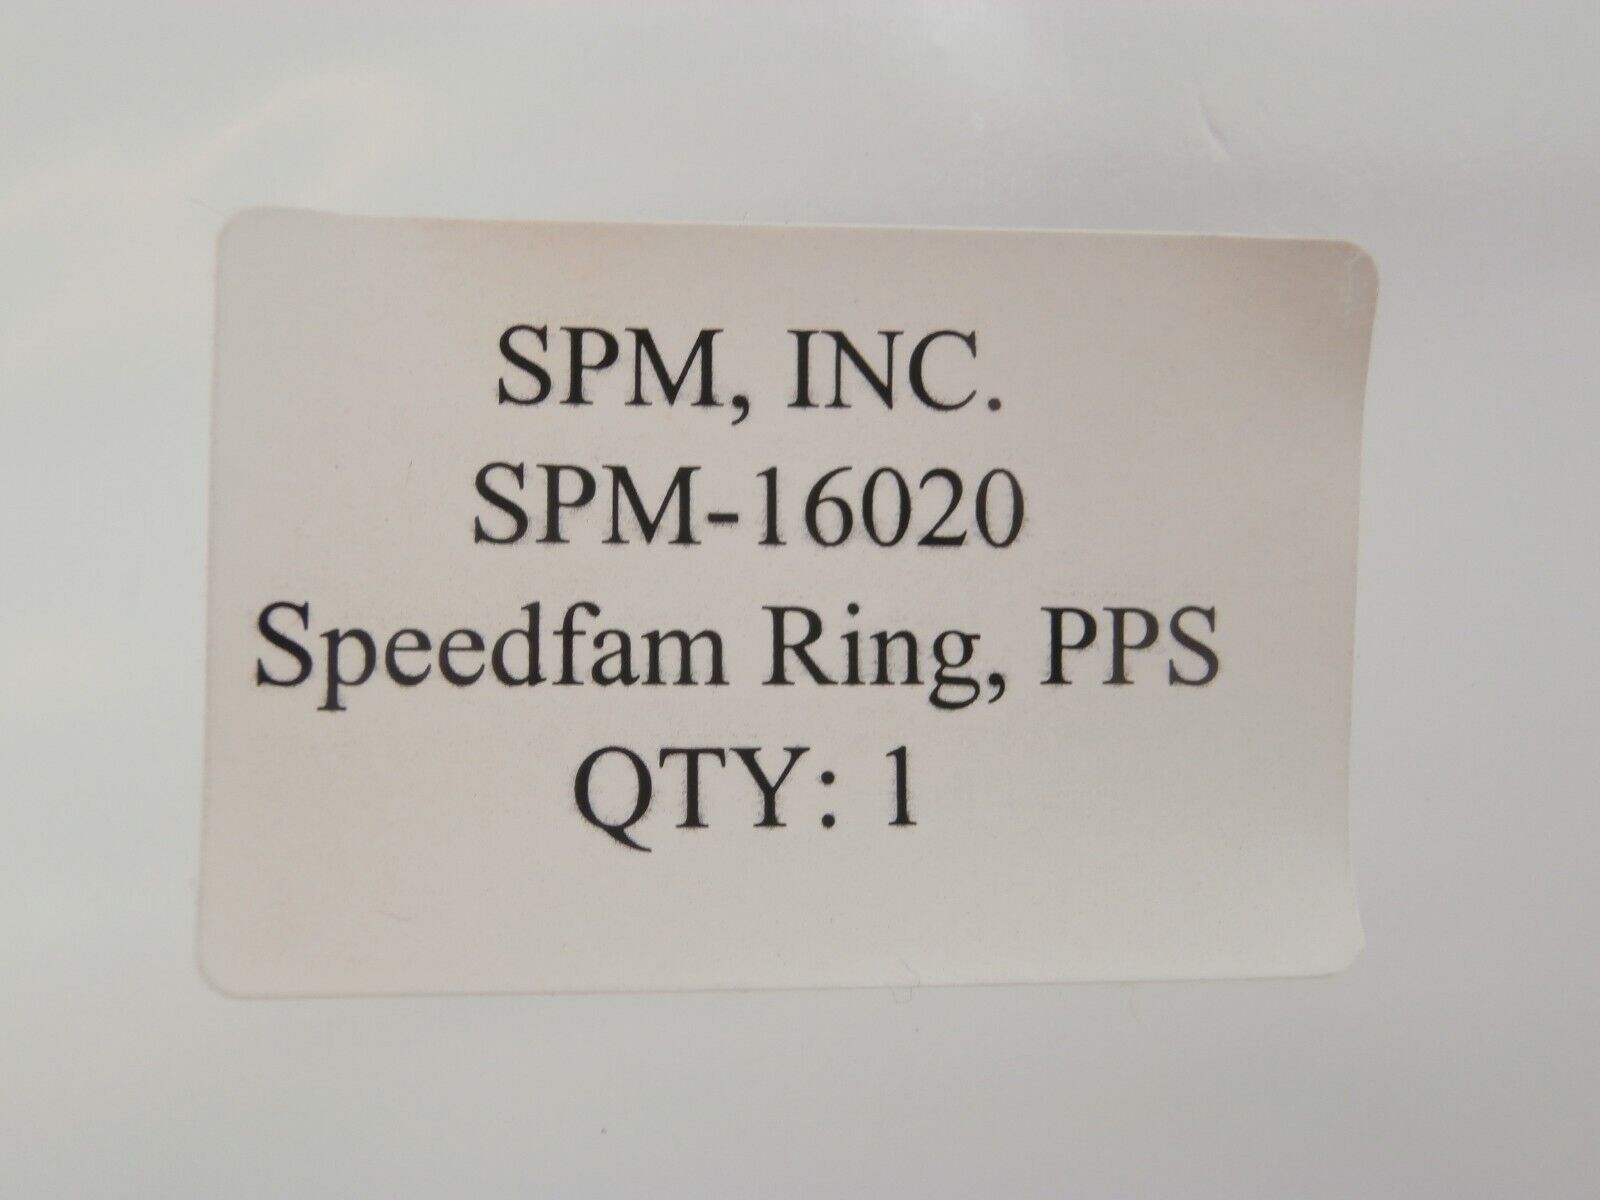 SPM, INC.
SPM-16020
Speedfam Ring, PPS
QTY: 1